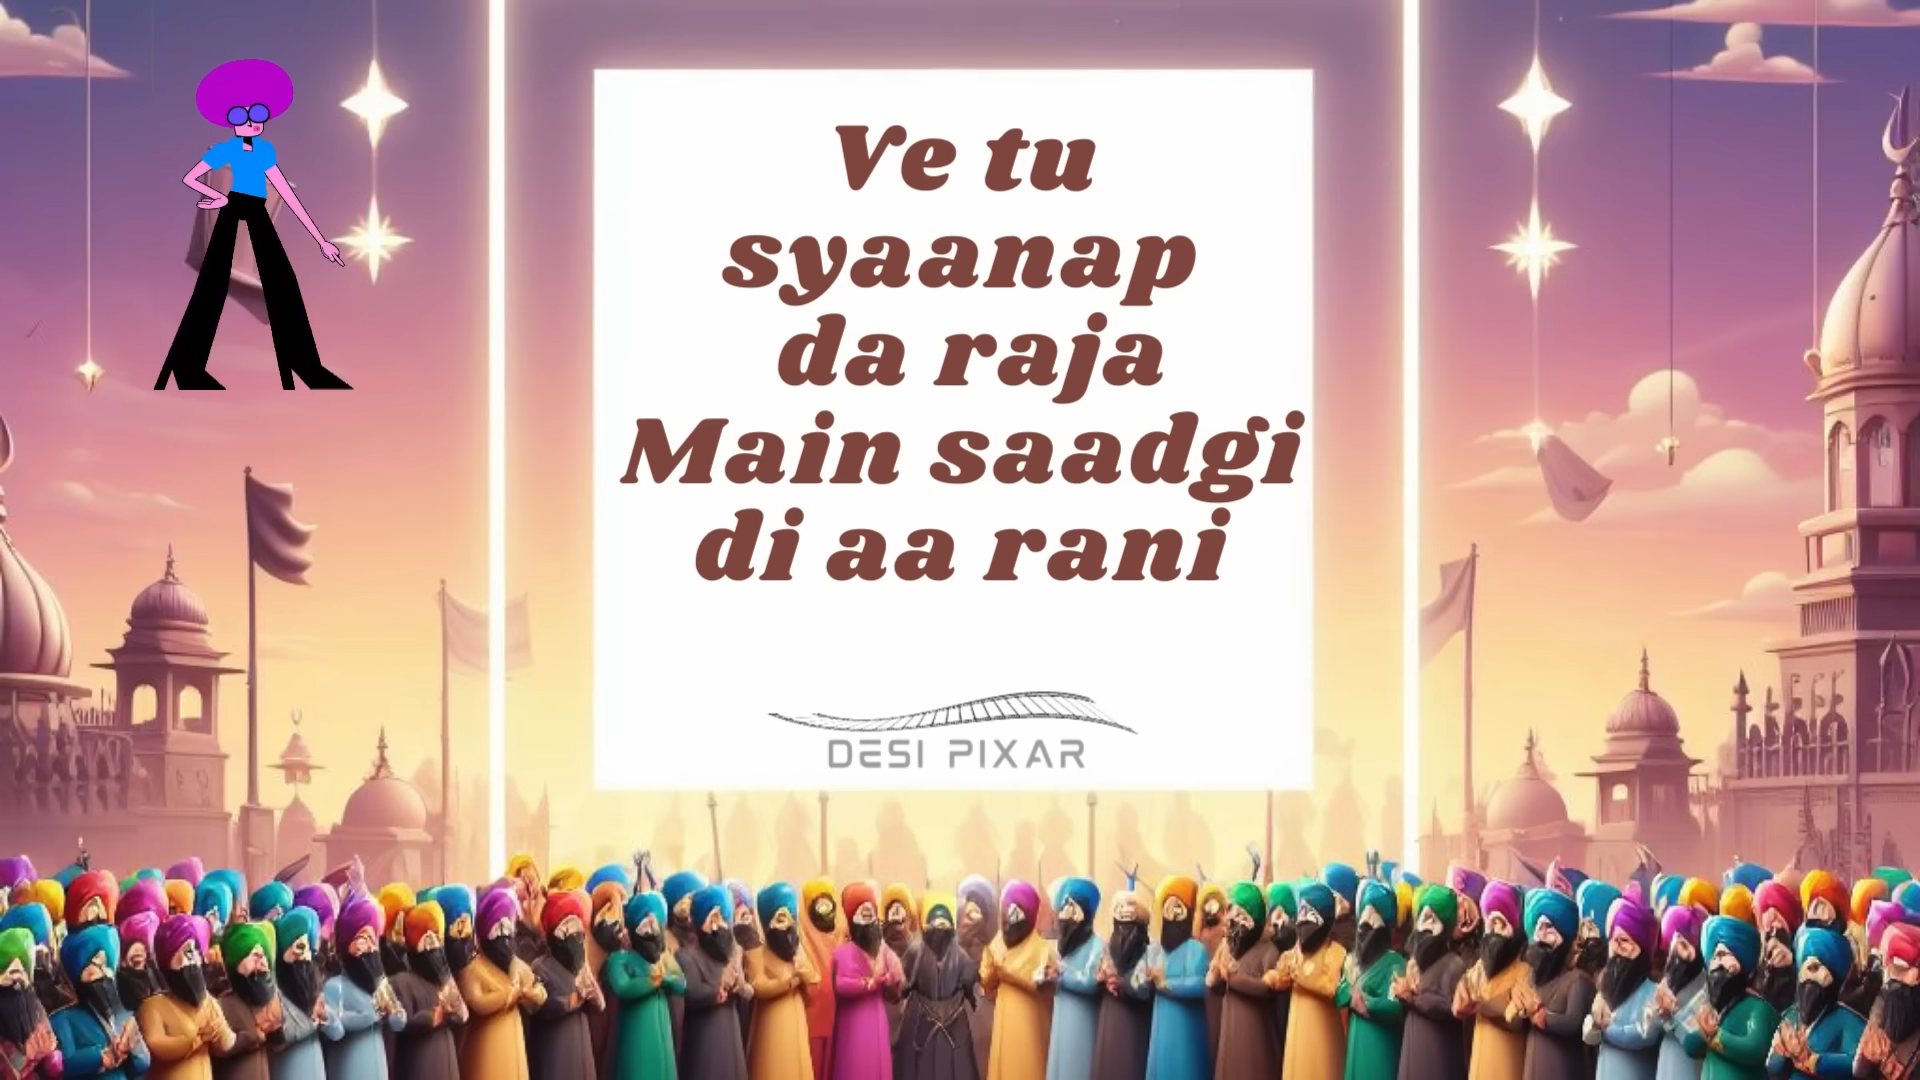 Ve tu
syaanap
da raja
Main saadgi
di aa rani
DESI PIXAR